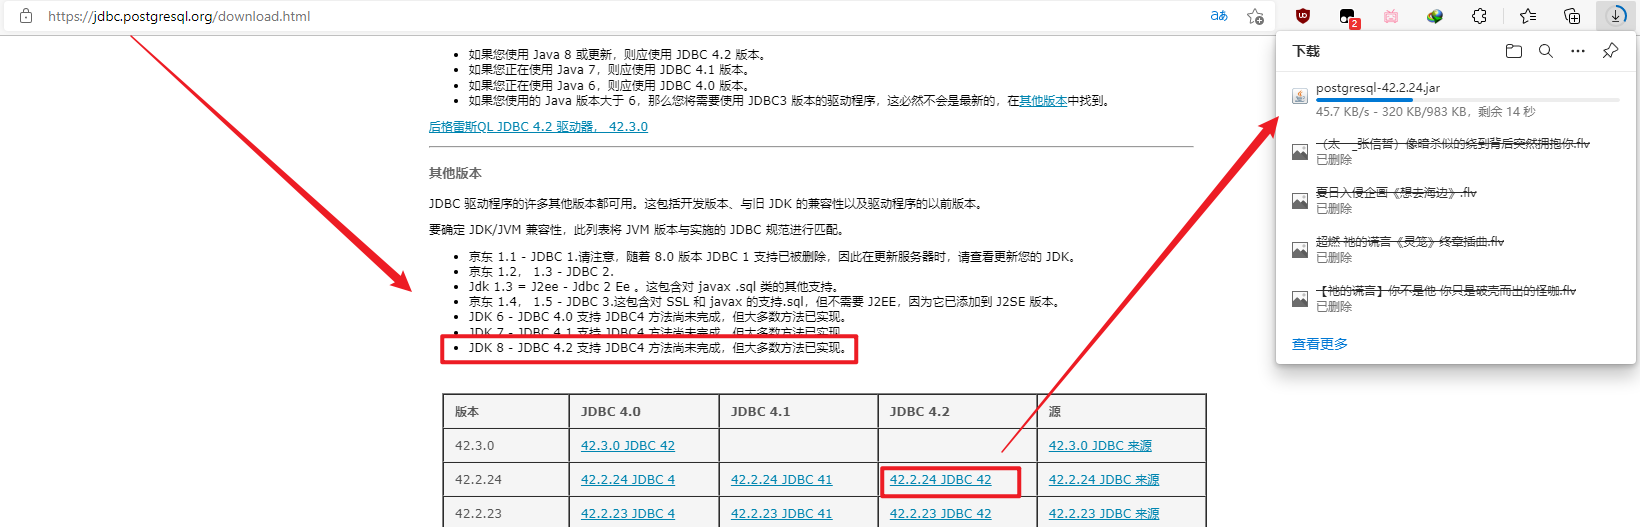 https://jdbc.postgresql.org/download.html
aあ
2
如果您使用 Java 8 或更新，则应使用 JDBC 4.2 版本。
如果您正在使用 Java 7，则应使用 JDBC 4.1 版本。
如果您正在使用 Java 6，则应使用 JDBC 4.0 版本。
如果您使用的 Java 版本大于 6，那么您将需要使用 JDBC3 版本的驱动程序，这必然不会是最新的，在其他版本中找到。
后格雷斯QL JDBC 4.2 驱动器， 42.3.0
其他版本
JDBC 驱动程序的许多其他版本都可用。这包括开发版本、与旧 JDK 的兼容性以及驱动程序的以前版本。
要确定 JDK/JVM 兼容性，此列表将 JVM 版本与实施的 JDBC 规范进行匹配。
京东 1.1 - JDBC 1.请注意，随着 8.0 版本 JDBC 1 支持已被删除，因此在更新服务器时，请查看更新您的 JDK。
京东 1.2， 1.3 - JDBC 2.
Jdk 1.3 = J2ee - Jdbc 2 Ee 。这包含对 javax .sql 类的其他支持。
京东 1.4， 1.5 - JDBC 3.这包含对 SSL 和 javax 的支持.sql，但不需要 J2EE，因为它已添加到 J2SE 版本。
JDK 6 - JDBC 4.0 支持 JDBC4 方法尚未完成，但大多数方法已实现。
JDK 7 - JDBC 4.1 支持 JDBC4 方法尚未完成，但大多数方法已实现
JDK 8 - JDBC 4.2 支持 JDBC4 方法尚未完成，但大多数方法已实现。
版本 JDBC 4.0 JDBC 4.1 JDBC 4.2 源
42.3.0 42.3.0 JDBC 42 42.3.0 JDBC 来源
42.2.24 42.2.24 JDBC 4 42.2.24 JDBC 41 42.2.24 JDBC 42 42.2.24 JDBC 来源
42.2.23 42.2.23 JDBC 4 42.2.23 JDBC 41 42.2.23 JDBC 42 42.2.23 JDBC 来源
下载
postgresql-42.2.24.jar
45.7 KB/s - 320 KB/983 KB，剩余 14 秒
（太一_张信哲）像暗杀似的绕到背后突然拥抱你.flv
已删除
夏日入侵企画《想去海边》.flv
已删除
超燃 祂的谎言《灵笼》终章插曲.flv
已删除
【祂的谎言】你不是他 你只是破壳而出的怪咖.flv
已删除
查看更多